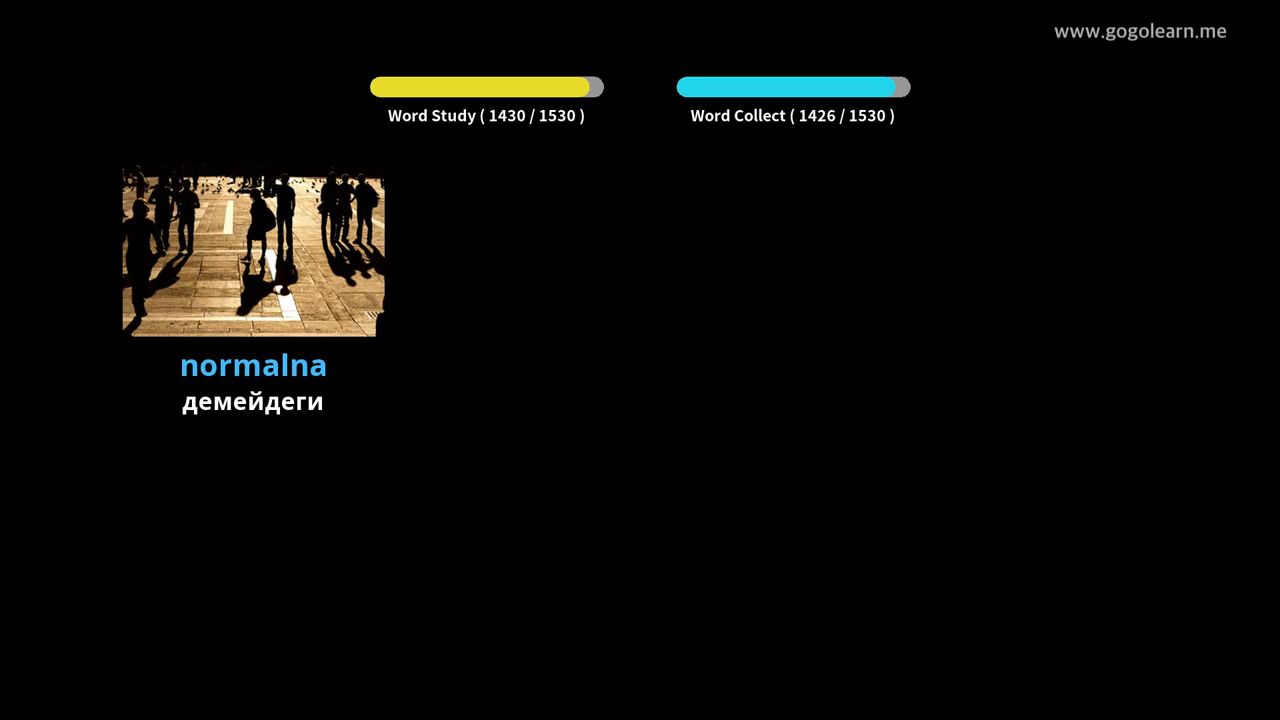 www.gogolearn.me
Word Study ( 1430 / 1530 )
Word Collect ( 1426 / 1530 )
normalna
демейдеги